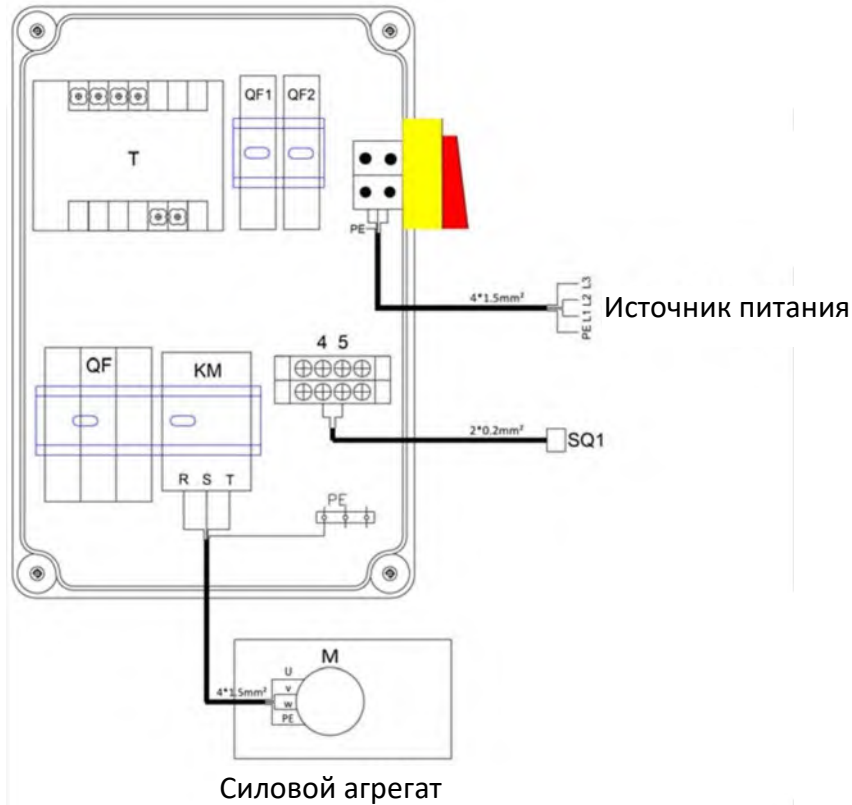 QF1 QF2
T
PE
L3
4*1.5mm²
L2
Источник питания
L1
PE
4 5
QF
KM
2*0.2mm²
SQ1
R S T
PE
M
U
4*1.5mm²
v
w
PE
Силовой агрегат